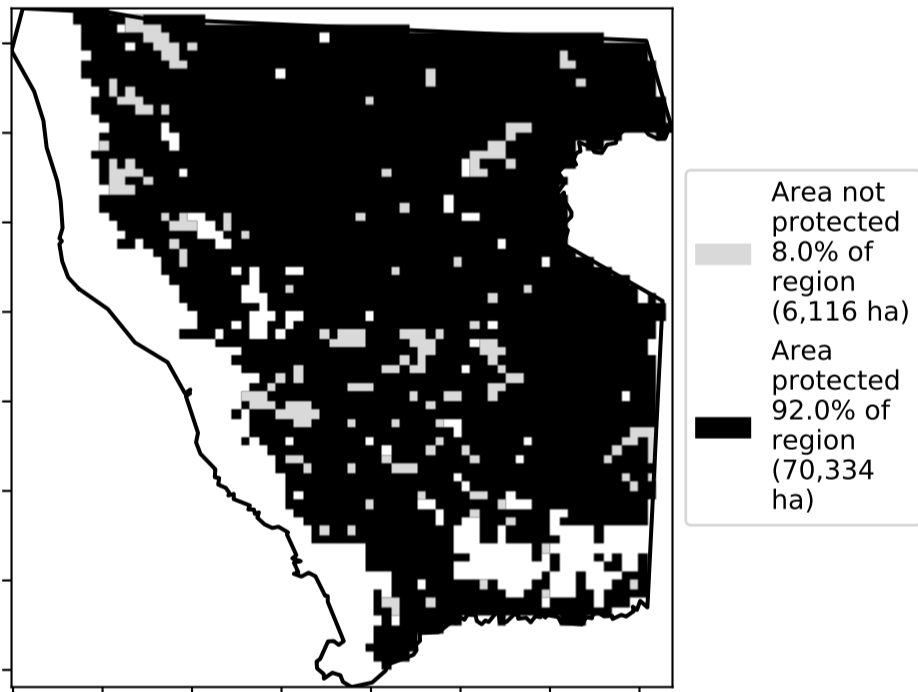 Area not
protected
8.0% of
region
(6,116 ha)
Area
protected
92.0% of
region
(70,334
ha)